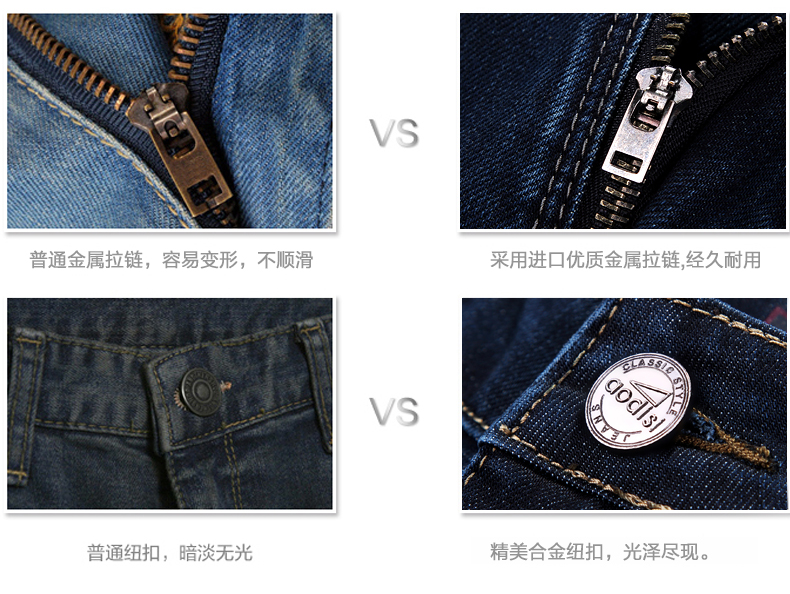 VS
普通金属拉链，容易变形，不顺滑
采用进口优质金属拉链,经久耐用
VS
CLASSIC STYLE
aodisi
JEANS
普通纽扣，暗淡无光
精美合金纽扣，光泽尽现。